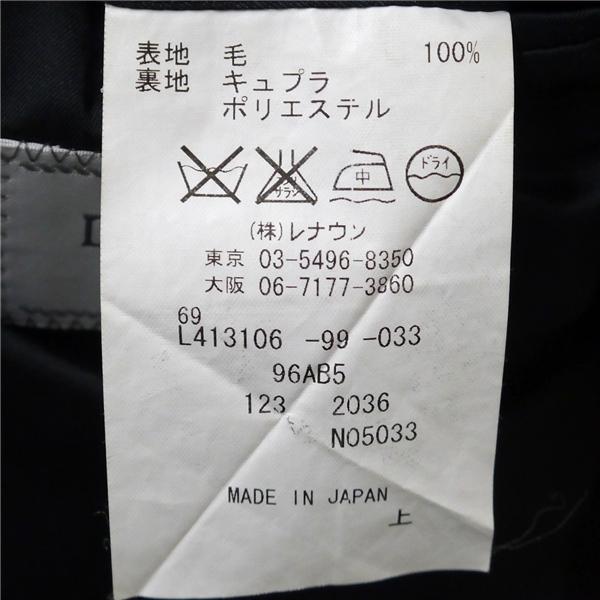 表地 毛 100%
裏地 キュプラ
ポリエステル
中 ドライ
(株)レナウン
東京 03-5496-8350
大阪 06-7177-3860
69
L413106 -99 -033
96AB5
123 2036
NO5033
MADE IN JAPAN
上